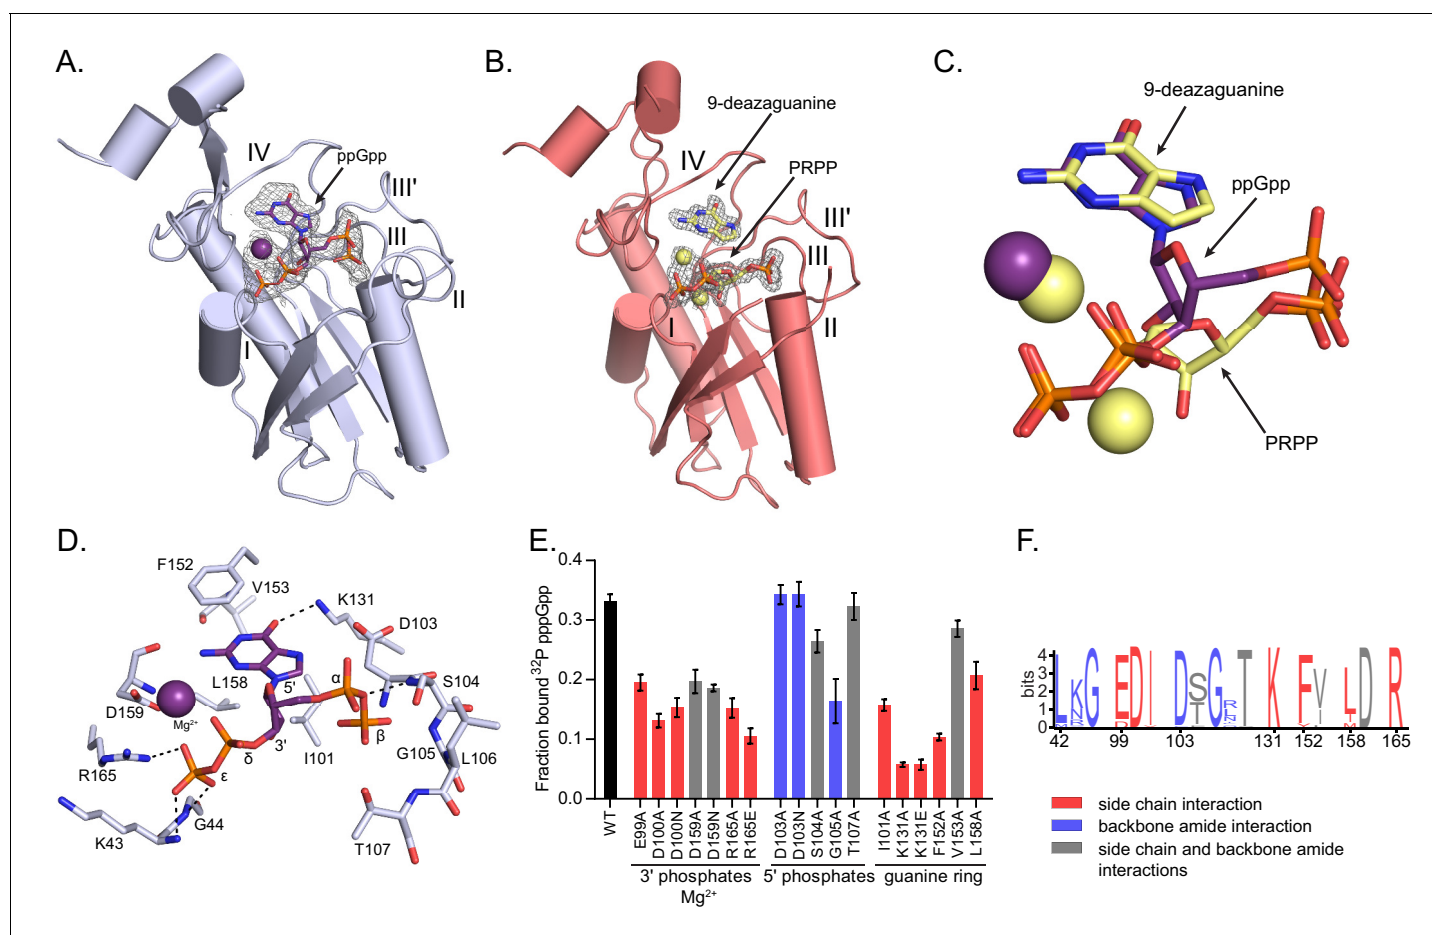 A.
IV
ppGpp
III'
III
II
I
B.
9-deazaguanine
PRPP
IV
III'
III
II
I
C.
9-deazaguanine
ppGpp
PRPP
D.
F152
V153
K131
D103
L158
5'
α
S104
D159
Mg2+
3'
β
I101
G105
L106
R165
δ
ε
K43
G44
T107
E.
Fraction bound 32P pppGpp
0.4
0.3
0.2
0.1
0.0
WT
E99A
D100A
D100N
D159A
D159N
R165A
R165E
D103A
D103N
S104A
G105A
T107A
I101A
K131A
K131E
F152A
V153A
L158A
3' phosphates
Mg2+
5' phosphates
guanine ring
F.
bits
4
3
2
1
0
L K G E D I D S G T K F V L D R
42 99 103 131 152 158 165
side chain interaction
backbone amide interaction
side chain and backbone amide
interactions